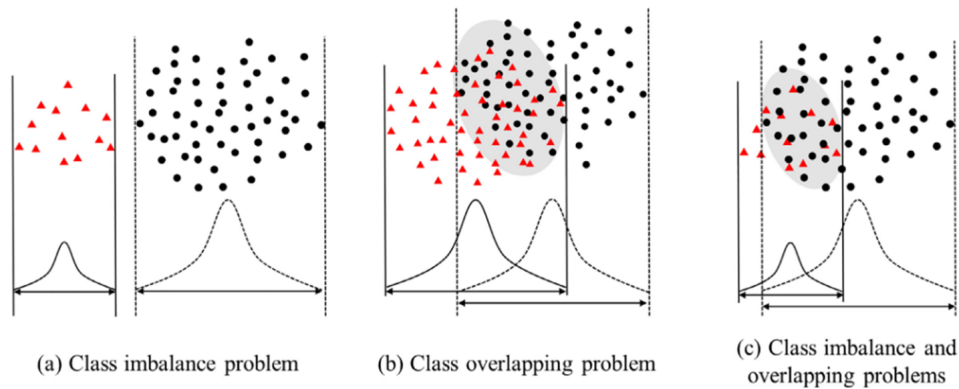 (a) Class imbalance problem
(b) Class overlapping problem
(c) Class imbalance and
overlapping problems